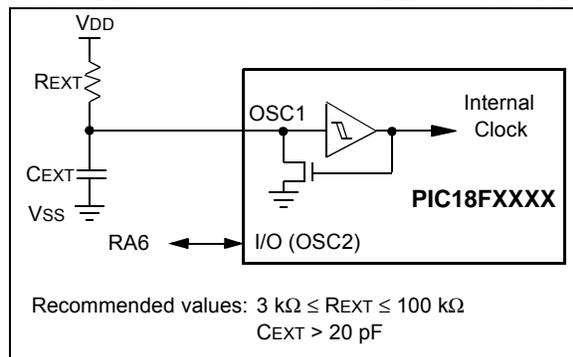 VDD
REXT
OSC1
Internal
Clock
CEXT
PIC18FXXXX
VSS
RA6
I/O (OSC2)
Recommended values: 3 kΩ ≤ REXT ≤ 100 kΩ
CEXT > 20 pF